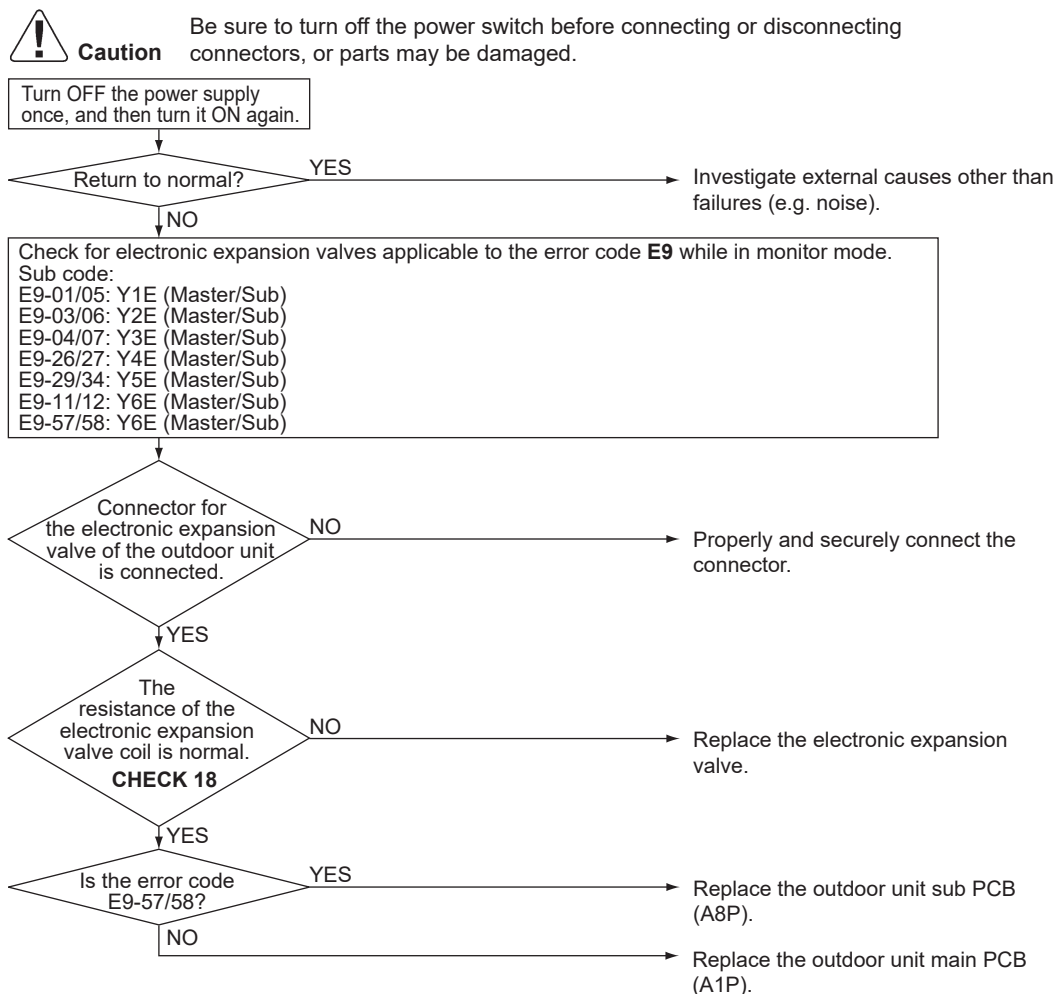 Be sure to turn off the power switch before connecting or disconnecting
Caution connectors, or parts may be damaged.
Turn OFF the power supply
once, and then turn it ON again.
Return to normal?
YES
Investigate external causes other than
failures (e.g. noise).
NO
Check for electronic expansion valves applicable to the error code E9 while in monitor mode.
Sub code:
E9-01/05: Y1E (Master/Sub)
E9-03/06: Y2E (Master/Sub)
E9-04/07: Y3E (Master/Sub)
E9-26/27: Y4E (Master/Sub)
E9-29/34: Y5E (Master/Sub)
E9-11/12: Y6E (Master/Sub)
E9-57/58: Y6E (Master/Sub)
Connector for
the electronic expansion
valve of the outdoor unit
is connected.
NO
Properly and securely connect the
connector.
YES
The
resistance of the
electronic expansion
valve coil is normal.
CHECK 18
NO
Replace the electronic expansion
valve.
YES
Is the error code
E9-57/58?
YES
Replace the outdoor unit sub PCB
(A8P).
NO
Replace the outdoor unit main PCB
(A1P).